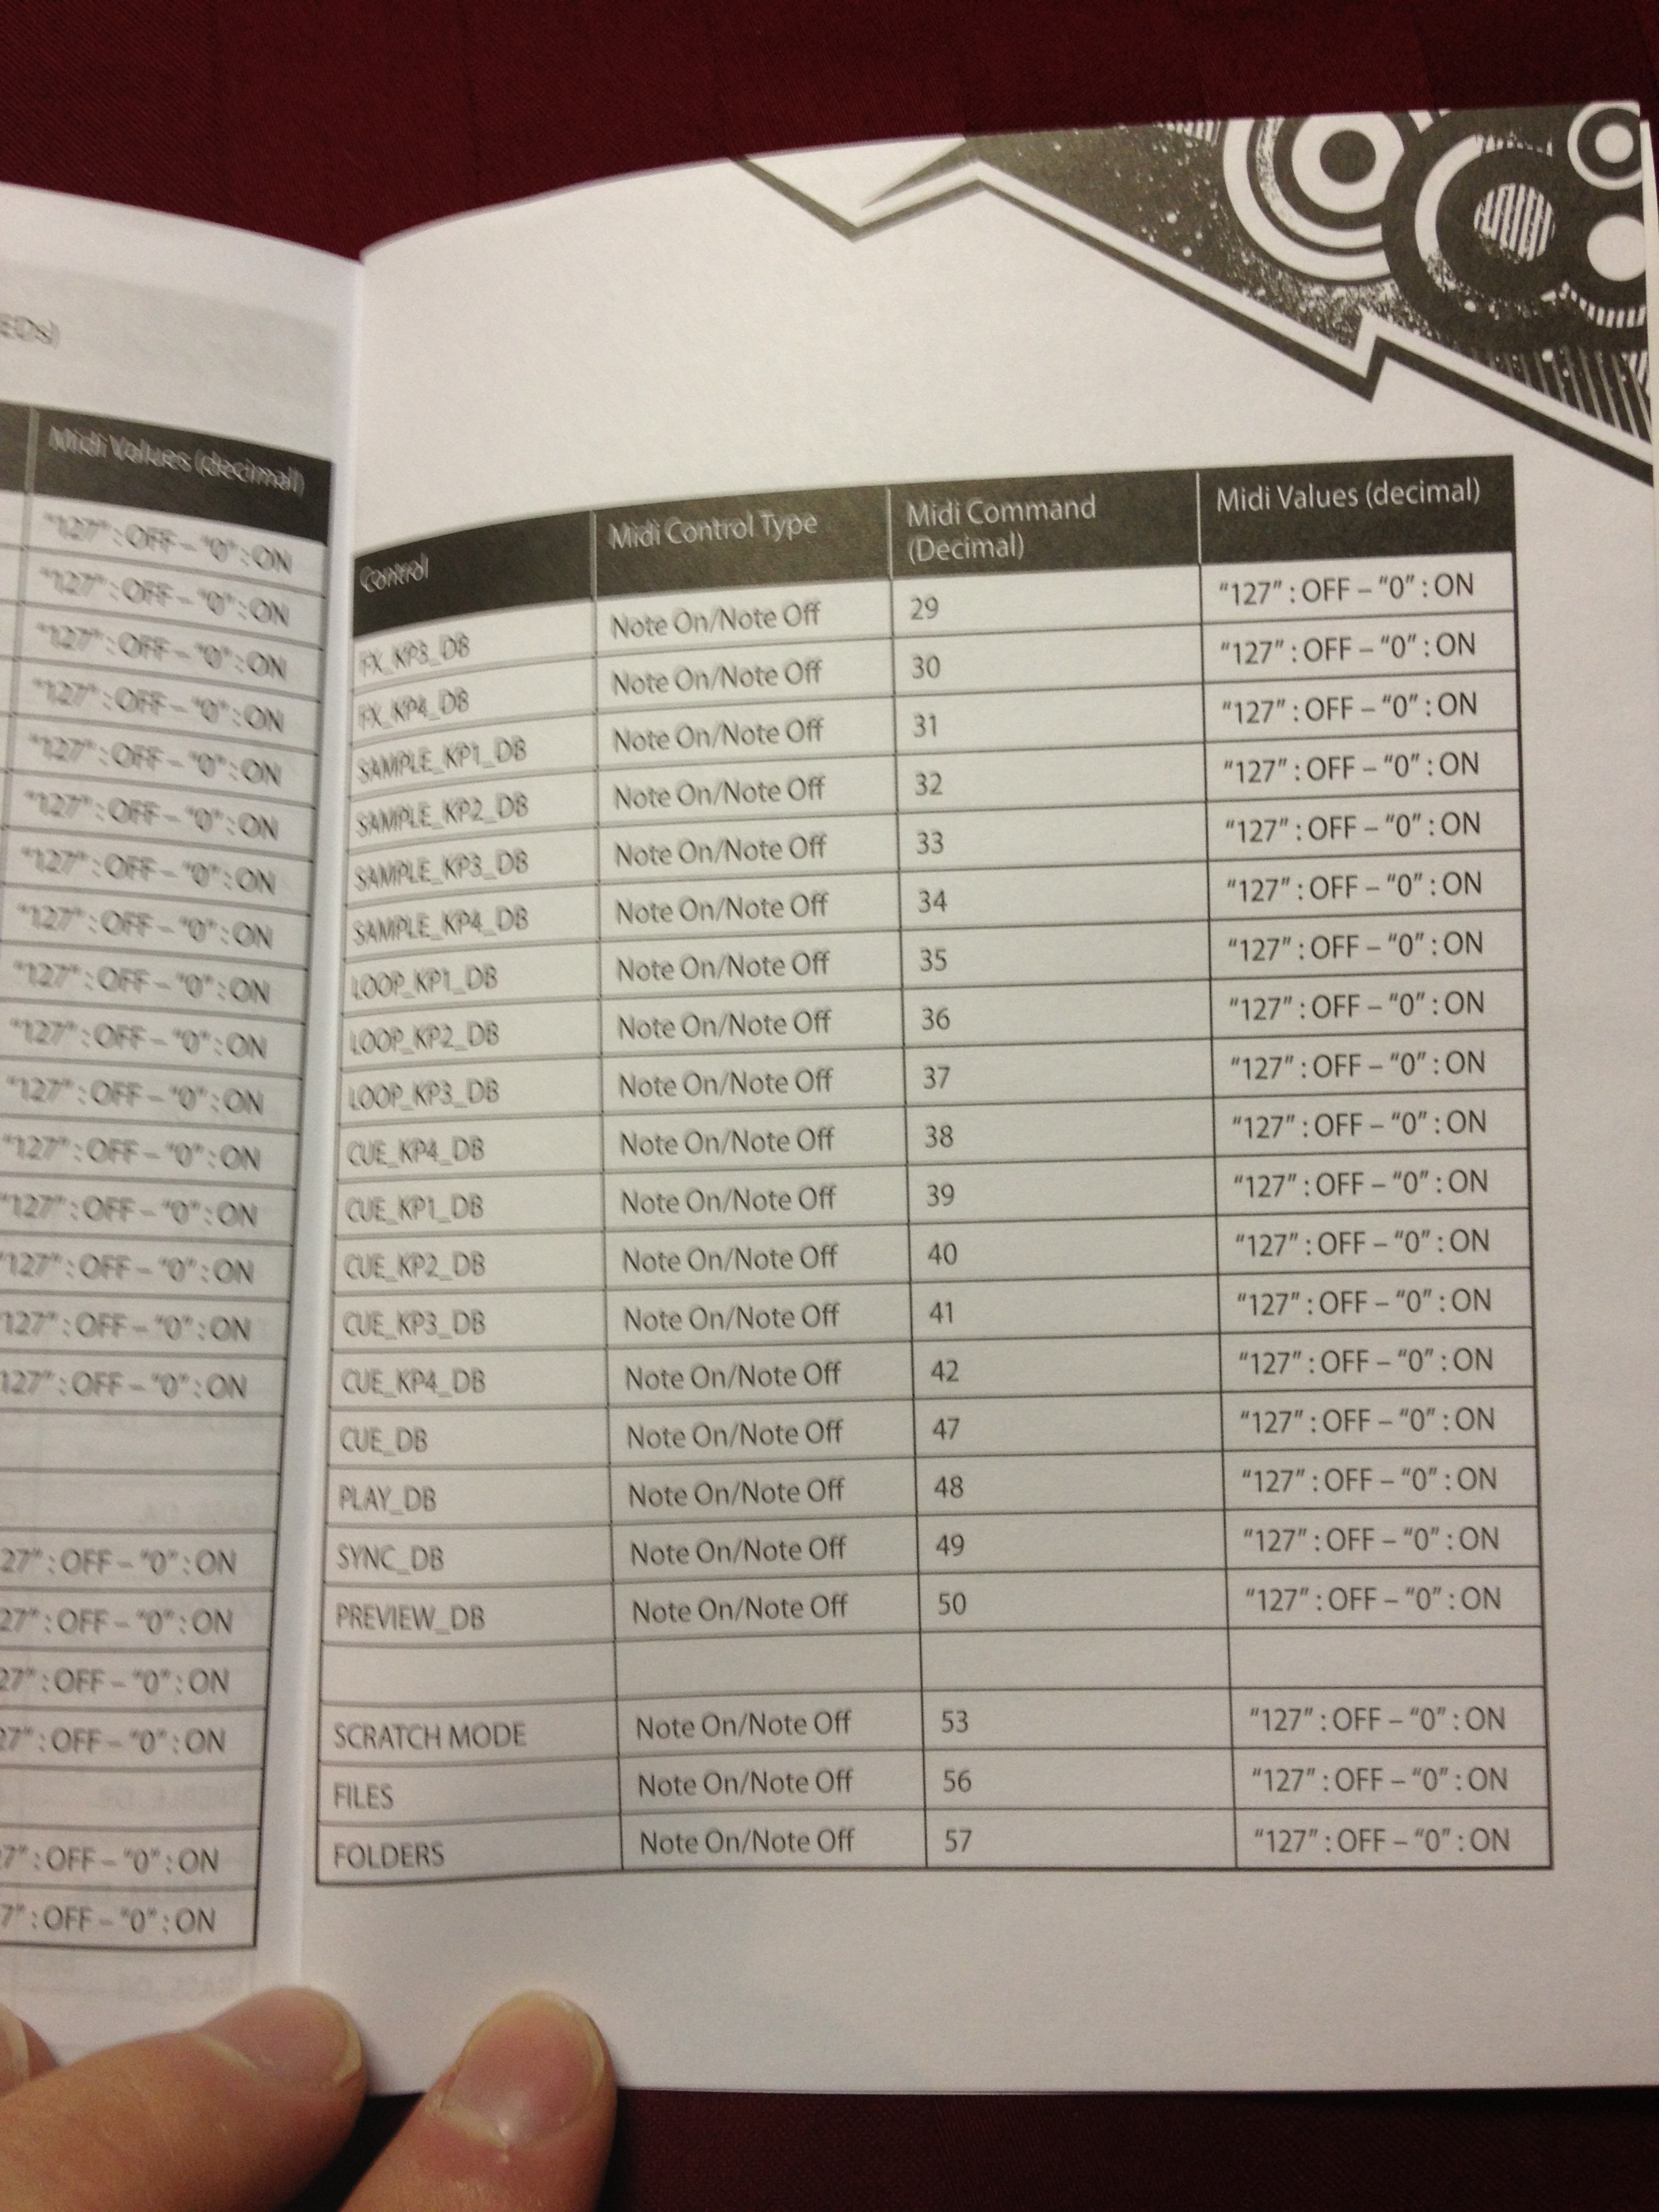 EDs)
Midi Values (decimal)
"127" : OFF – "0" : ON
"127" : OFF – "0" : ON
"127" : OFF – "0" : ON
"127" : OFF – "0" : ON
"127" : OFF – "0" : ON
"127" : OFF – "0" : ON
"127" : OFF – "0" : ON
"127" : OFF – "0" : ON
"127" : OFF – "0" : ON
"127" : OFF – "0" : ON
"127" : OFF – "0" : ON
"127" : OFF – "0" : ON
"127" : OFF – "0" : ON
"127" : OFF – "0" : ON
127" : OFF – "0" : ON
127" : OFF – "0" : ON
27" : OFF – "0" : ON
27" : OFF – "0" : ON
27" : OFF – "0" : ON
27" : OFF – "0" : ON
7" : OFF – "0" : ON
7" : OFF – "0" : ON
Control Midi Control Type Midi Command (Decimal) Midi Values (decimal)
FX_KP3_DB Note On/Note Off 29 "127" : OFF – "0" : ON
FX_KP4_DB Note On/Note Off 30 "127" : OFF – "0" : ON
SAMPLE_KP1_DB Note On/Note Off 31 "127" : OFF – "0" : ON
SAMPLE_KP2_DB Note On/Note Off 32 "127" : OFF – "0" : ON
SAMPLE_KP3_DB Note On/Note Off 33 "127" : OFF – "0" : ON
SAMPLE_KP4_DB Note On/Note Off 34 "127" : OFF – "0" : ON
LOOP_KP1_DB Note On/Note Off 35 "127" : OFF – "0" : ON
LOOP_KP2_DB Note On/Note Off 36 "127" : OFF – "0" : ON
LOOP_KP3_DB Note On/Note Off 37 "127" : OFF – "0" : ON
CUE_KP4_DB Note On/Note Off 38 "127" : OFF – "0" : ON
CUE_KP1_DB Note On/Note Off 39 "127" : OFF – "0" : ON
CUE_KP2_DB Note On/Note Off 40 "127" : OFF – "0" : ON
CUE_KP3_DB Note On/Note Off 41 "127" : OFF – "0" : ON
CUE_KP4_DB Note On/Note Off 42 "127" : OFF – "0" : ON
CUE_DB Note On/Note Off 47 "127" : OFF – "0" : ON
PLAY_DB Note On/Note Off 48 "127" : OFF – "0" : ON
SYNC_DB Note On/Note Off 49 "127" : OFF – "0" : ON
PREVIEW_DB Note On/Note Off 50 "127" : OFF – "0" : ON
SCRATCH MODE Note On/Note Off 53 "127" : OFF – "0" : ON
FILES Note On/Note Off 56 "127" : OFF – "0" : ON
FOLDERS Note On/Note Off 57 "127" : OFF – "0" : ON